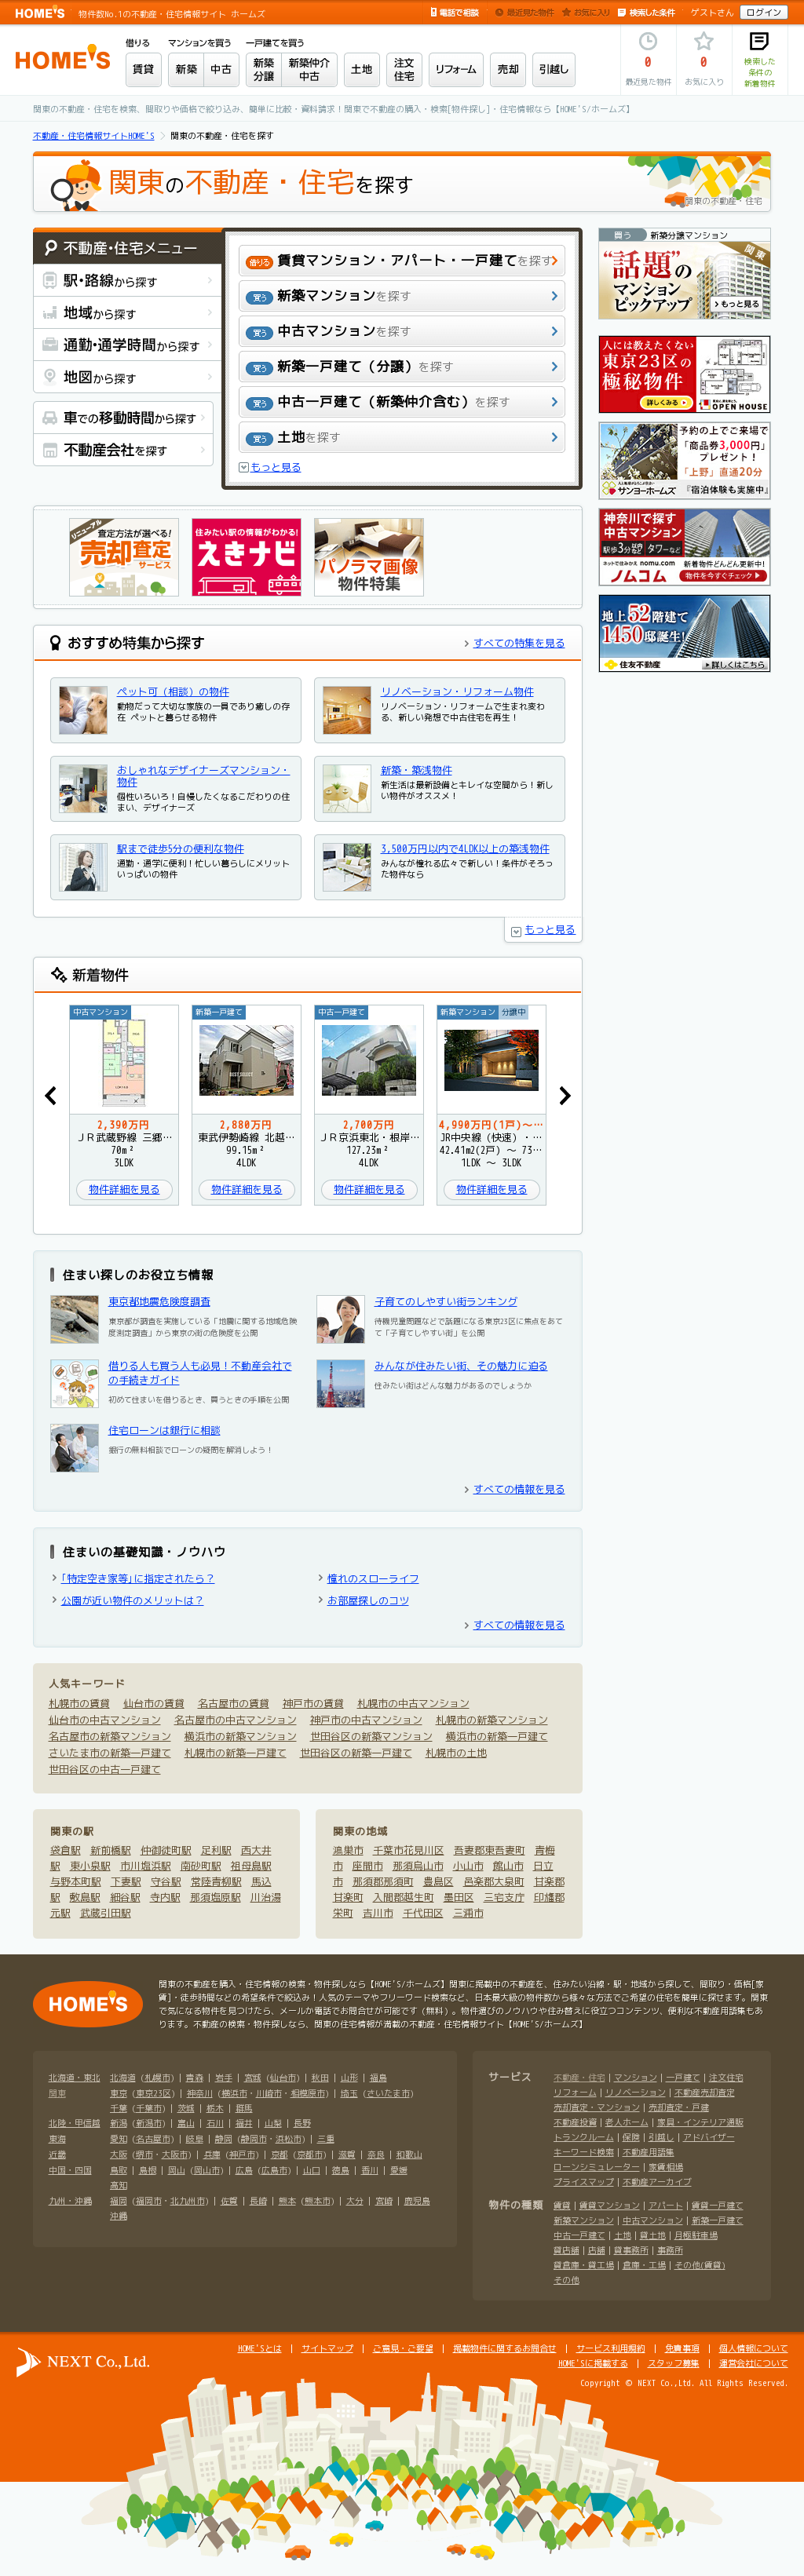 HOME'S
物件数No.1の不動産・住宅情報サイト ホームズ
電話で相談
最近見た物件
お気に入り
検索した条件
ゲストさん
ログイン
HOME'S
借りる
マンションを買う
一戸建てを買う
賃貸
新築
中古
新築分譲
新築仲介中古
土地
注文住宅
リフォーム
売却
引越し
0
最近見た物件
0
お気に入り
検索した条件の新着物件
関東の不動産・住宅を検索、間取りや価格で絞り込み、簡単に比較・資料請求！関東で不動産の購入・検索[物件探し]・住宅情報なら【HOME'S/ホームズ】
不動産・住宅情報サイトHOME'S
関東の不動産・住宅を探す
関東の不動産・住宅を探す
関東の不動産・住宅
不動産・住宅メニュー
駅・路線から探す
地域から探す
通勤・通学時間から探す
地図から探す
車での移動時間から探す
不動産会社を探す
借りる 賃貸マンション・アパート・一戸建てを探す
買う 新築マンションを探す
買う 中古マンションを探す
買う 新築一戸建て（分譲）を探す
買う 中古一戸建て（新築仲介含む）を探す
買う 土地を探す
もっと見る
買う 新築分譲マンション
関東
"話題"の
マンション
ピックアップ
もっと見る
人には教えたくない
東京23区の
極秘物件
詳しくみる
OPEN HOUSE
予約の上でご来場で
「商品券3,000円」
プレゼント！
「上野」直通20分
サンヨーホームズ
『宿泊体験も実施中』
神奈川で探す
中古マンション
駅歩3分以内 タワーなど
ネットで住みかえ nomu.com
新着物件どんどん更新中！
ノムコム
物件を今すぐチェック
地上52階建て
1450邸誕生!
住友不動産
詳しくはこちら
リニューアル
査定方法が選べる!
売却査定
サービス
住みたい駅の情報がわかる!
えきナビ
パノラマ画像
物件特集
おすすめ特集から探す
すべての特集を見る
ペット可（相談）の物件
動物だって大切な家族の一員であり癒しの存在 ペットと暮らせる物件
リノベーション・リフォーム物件
リノベーション・リフォームで生まれ変わる、新しい発想で中古住宅を再生！
おしゃれなデザイナーズマンション・物件
個性いろいろ！自慢したくなるこだわりの住まい、デザイナーズ
新築・築浅物件
新生活は最新設備とキレイな空間から！新しい物件がオススメ！
駅まで徒歩5分の便利な物件
通勤・通学に便利！忙しい暮らしにメリットいっぱいの物件
3,500万円以内で4LDK以上の築浅物件
みんなが憧れる広々で新しい！条件がそろった物件なら
もっと見る
新着物件
中古マンション
2,390万円
ＪＲ武蔵野線 三郷…
70m²
3LDK
物件詳細を見る
新築一戸建て
2,880万円
東武伊勢崎線 北越…
99.15m²
4LDK
物件詳細を見る
中古一戸建て
2,700万円
ＪＲ京浜東北・根岸…
127.23m²
4LDK
物件詳細を見る
新築マンション 分譲中
4,990万円(1戸)～…
JR中央線（快速）・…
42.41m2(2戸) ～ 73…
1LDK ～ 3LDK
物件詳細を見る
住まい探しのお役立ち情報
東京都地震危険度調査
東京都が調査を実施している「地震に関する地域危険度測定調査」から東京の街の危険度を公開
子育てのしやすい街ランキング
待機児童問題などで話題になる東京23区に焦点をあてて「子育てしやすい街」を公開
借りる人も買う人も必見！不動産会社での手続きガイド
初めて住まいを借りるとき、買うときの手順を公開
みんなが住みたい街、その魅力に迫る
住みたい街はどんな魅力があるのでしょうか
住宅ローンは銀行に相談
銀行の無料相談でローンの疑問を解消しよう！
すべての情報を見る
住まいの基礎知識・ノウハウ
「特定空き家等」に指定されたら？
憧れのスローライフ
公園が近い物件のメリットは？
お部屋探しのコツ
すべての情報を見る
人気キーワード
札幌市の賃貸 仙台市の賃貸 名古屋市の賃貸 神戸市の賃貸 札幌市の中古マンション
仙台市の中古マンション 名古屋市の中古マンション 神戸市の中古マンション 札幌市の新築マンション
名古屋市の新築マンション 横浜市の新築マンション 世田谷区の新築マンション 横浜市の新築一戸建て
さいたま市の新築一戸建て 札幌市の新築一戸建て 世田谷区の新築一戸建て 札幌市の土地
世田谷区の中古一戸建て
関東の駅
袋倉駅 新前橋駅 仲御徒町駅 足利駅 西大井
駅 東小泉駅 市川塩浜駅 南砂町駅 祖母島駅
与野本町駅 下妻駅 守谷駅 常陸青柳駅 馬込
駅 敷島駅 細谷駅 寺内駅 那須塩原駅 川治湯
元駅 武蔵引田駅
関東の地域
鴻巣市 千葉市花見川区 吾妻郡東吾妻町 青梅
市 座間市 那須烏山市 小山市 館山市 日立
市 那須郡那須町 豊島区 邑楽郡大泉町 甘楽郡
甘楽町 入間郡越生町 墨田区 三宅支庁 印旛郡
栄町 吉川市 千代田区 三浦市
HOME'S
関東の不動産を購入・住宅情報の検索・物件探しなら【HOME'S/ホームズ】関東に掲載中の不動産を、住みたい沿線・駅・地域から探して、間取り・価格[家賃]・徒歩時間などの希望条件で絞込み！人気のテーマやフリーワード検索など、日本最大級の物件数から様々な方法でご希望の住宅を簡単に探せます。関東で気になる物件を見つけたら、メールか電話でお問合せが可能です（無料）。物件選びのノウハウや住み替えに役立つコンテンツ、便利な不動産用語集もあります。不動産の検索・物件探しなら、関東の住宅情報が満載の不動産・住宅情報サイト【HOME'S/ホームズ】
北海道・東北 北海道（札幌市）| 青森 | 岩手 | 宮城（仙台市）| 秋田 | 山形 | 福島
関東 東京（東京23区）| 神奈川（横浜市・川崎市・相模原市）| 埼玉（さいたま市）
千葉（千葉市）| 茨城 | 栃木 | 群馬
北陸・甲信越 新潟（新潟市）| 富山 | 石川 | 福井 | 山梨 | 長野
東海 愛知（名古屋市）| 岐阜 | 静岡（静岡市・浜松市）| 三重
近畿 大阪（堺市・大阪市）| 兵庫（神戸市）| 京都（京都市）| 滋賀 | 奈良 | 和歌山
中国・四国 鳥取 | 島根 | 岡山（岡山市）| 広島（広島市）| 山口 | 徳島 | 香川 | 愛媛
高知
九州・沖縄 福岡（福岡市・北九州市）| 佐賀 | 長崎 | 熊本（熊本市）| 大分 | 宮崎 | 鹿児島
沖縄
サービス
不動産・住宅 | マンション | 一戸建て | 注文住宅
リフォーム | リノベーション | 不動産売却査定
売却査定・マンション | 売却査定・戸建
不動産投資 | 老人ホーム | 家具・インテリア通販
トランクルーム | 保険 | 引越し | アドバイザー
キーワード検索 | 不動産用語集
ローンシミュレーター | 家賃相場
プライスマップ | 不動産アーカイブ
物件の種類
賃貸 | 賃貸マンション | アパート | 賃貸一戸建て
新築マンション | 中古マンション | 新築一戸建て
中古一戸建て | 土地 | 貸土地 | 月極駐車場
貸店舗 | 店舗 | 貸事務所 | 事務所
貸倉庫・貸工場 | 倉庫・工場 | その他(賃貸)
その他
NEXT Co.,Ltd.
HOME'Sとは | サイトマップ | ご意見・ご要望 | 掲載物件に関するお問合せ | サービス利用規約 | 免責事項 | 個人情報について
HOME'Sに掲載する | スタッフ募集 | 運営会社について
Copyright © NEXT Co.,Ltd. All Rights Reserved.